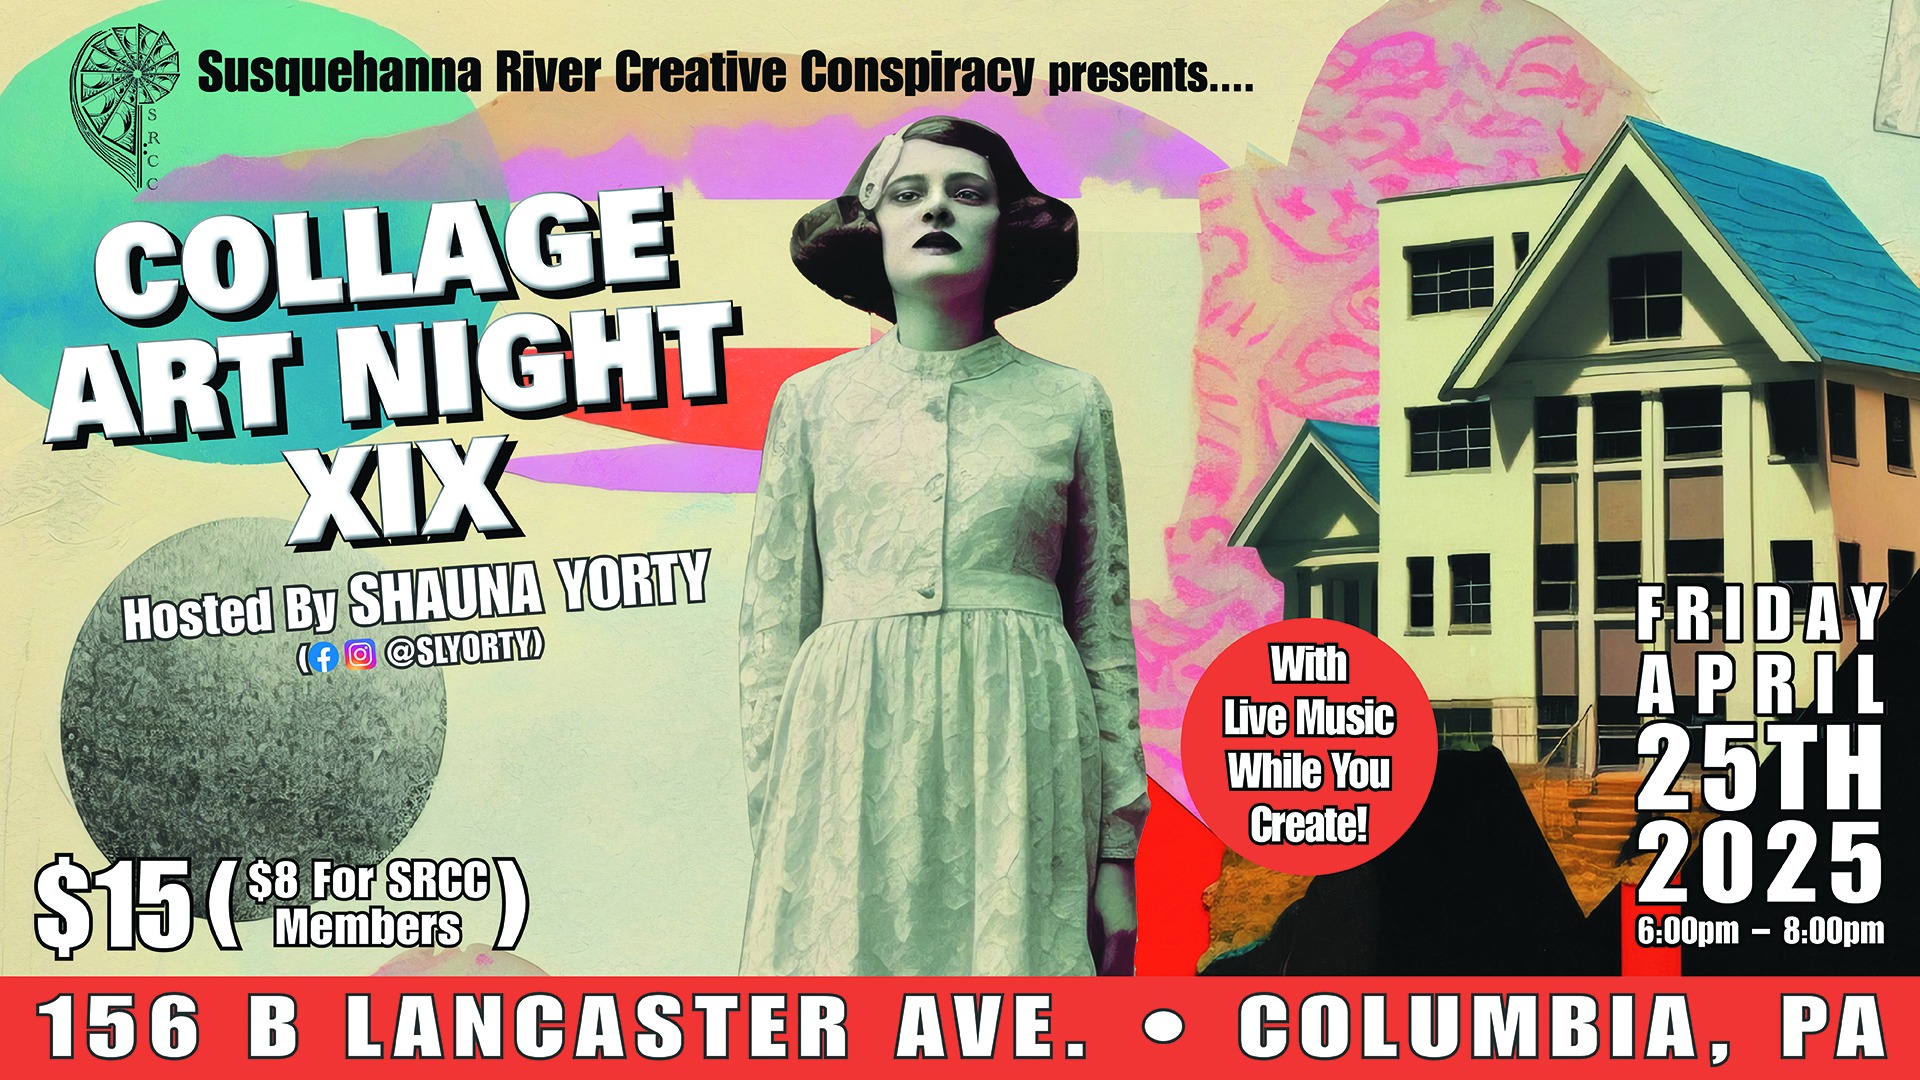 SRCC
Susquehanna River Creative Conspiracy presents....
COLLAGE
ART NIGHT
XIX
Hosted By SHAUNA YORTY
(@SLYORTY)
With
Live Music
While You
Create!
FRIDAY
APRIL
25TH
2025
6:00pm – 8:00pm
$15 ($8 For SRCC
Members)
156 B LANCASTER AVE. • COLUMBIA, PA